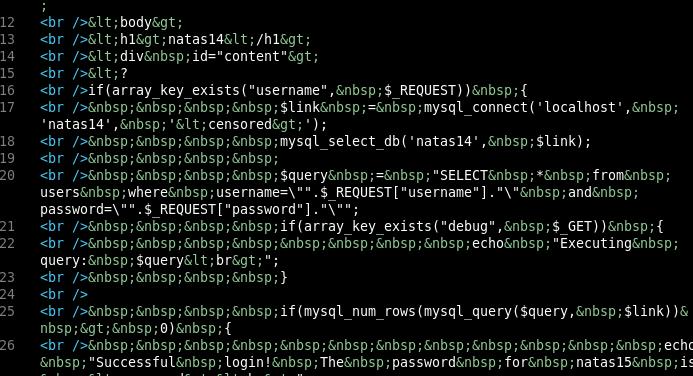 ;
12 <br />&lt;body&gt;
13 <br />&lt;h1&gt;natas14&lt;/h1&gt;
14 <br />&lt;div&nbsp;id="content"&gt;
15 <br />&lt;?
16 <br />if(array_key_exists("username",&nbsp;$_REQUEST))&nbsp;{
17 <br />&nbsp;&nbsp;&nbsp;&nbsp;$link&nbsp;=&nbsp;mysql_connect('localhost',&nbsp;
'natas14',&nbsp;'&lt;censored&gt;');
18 <br />&nbsp;&nbsp;&nbsp;&nbsp;mysql_select_db('natas14',&nbsp;$link);
19 <br />&nbsp;&nbsp;&nbsp;&nbsp;
20 <br />&nbsp;&nbsp;&nbsp;&nbsp;$query&nbsp;=&nbsp;"SELECT&nbsp;*&nbsp;from&nbsp;
users&nbsp;where&nbsp;username=\"".$_REQUEST["username"]."\"&nbsp;and&nbsp;
password=\"".$_REQUEST["password"]."\"";
21 <br />&nbsp;&nbsp;&nbsp;&nbsp;if(array_key_exists("debug",&nbsp;$_GET))&nbsp;{
22 <br />&nbsp;&nbsp;&nbsp;&nbsp;&nbsp;&nbsp;&nbsp;&nbsp;echo&nbsp;"Executing&nbsp;
query:&nbsp;$query&lt;br&gt;";
23 <br />&nbsp;&nbsp;&nbsp;&nbsp;}
24 <br />
25 <br />&nbsp;&nbsp;&nbsp;&nbsp;if(mysql_num_rows(mysql_query($query,&nbsp;$link))&
nbsp;&gt;&nbsp;0)&nbsp;{
26 <br />&nbsp;&nbsp;&nbsp;&nbsp;&nbsp;&nbsp;&nbsp;&nbsp;&nbsp;&nbsp;&nbsp;&nbsp;echo
&nbsp;"Successful&nbsp;login!&nbsp;The&nbsp;password&nbsp;for&nbsp;natas15&nbsp;is